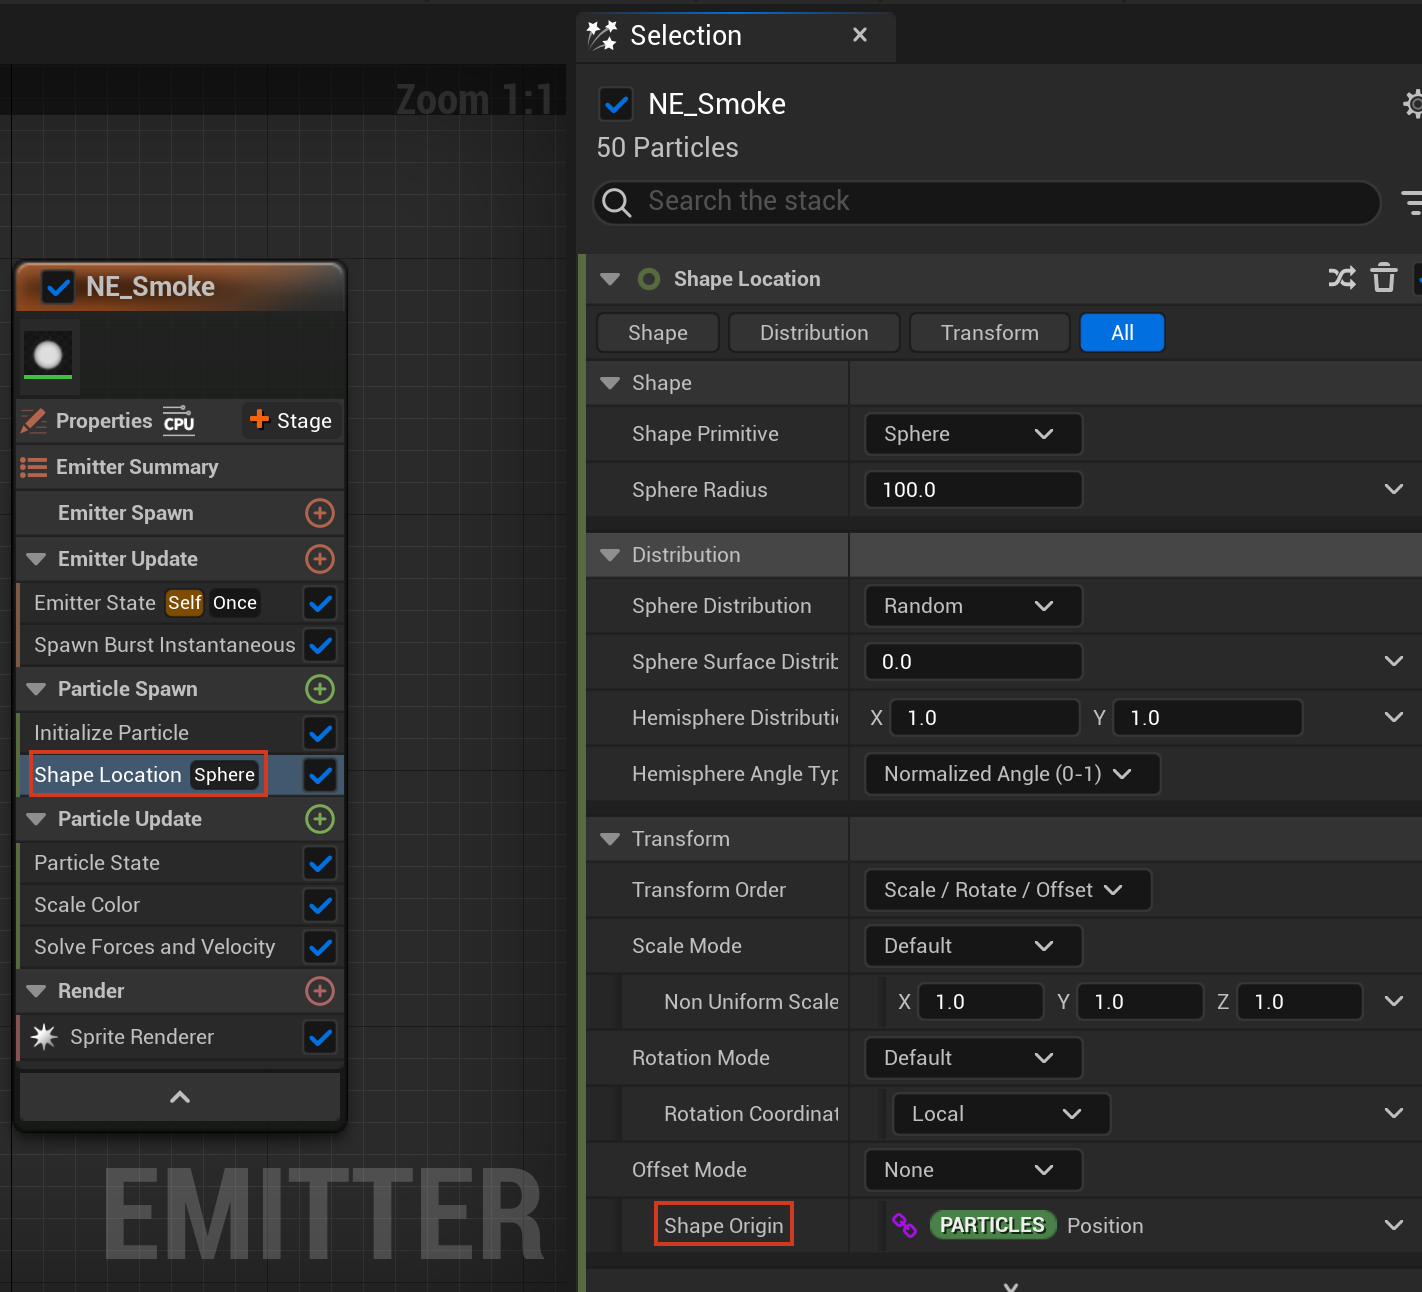 Zoom 1:1
NE_Smoke
Properties CPU Stage
Emitter Summary
Emitter Spawn
Emitter Update
Emitter State Self Once
Spawn Burst Instantaneous
Particle Spawn
Initialize Particle
Shape Location Sphere
Particle Update
Particle State
Scale Color
Solve Forces and Velocity
Render
Sprite Renderer
EMITTER
Selection
NE_Smoke
50 Particles
Search the stack
Shape Location
Shape Distribution Transform All
Shape
Shape Primitive Sphere
Sphere Radius 100.0
Distribution
Sphere Distribution Random
Sphere Surface Distrib 0.0
Hemisphere Distributi X 1.0 Y 1.0
Hemisphere Angle Typ Normalized Angle (0-1)
Transform
Transform Order Scale / Rotate / Offset
Scale Mode Default
Non Uniform Scale X 1.0 Y 1.0 Z 1.0
Rotation Mode Default
Rotation Coordinat Local
Offset Mode None
Shape Origin PARTICLES Position